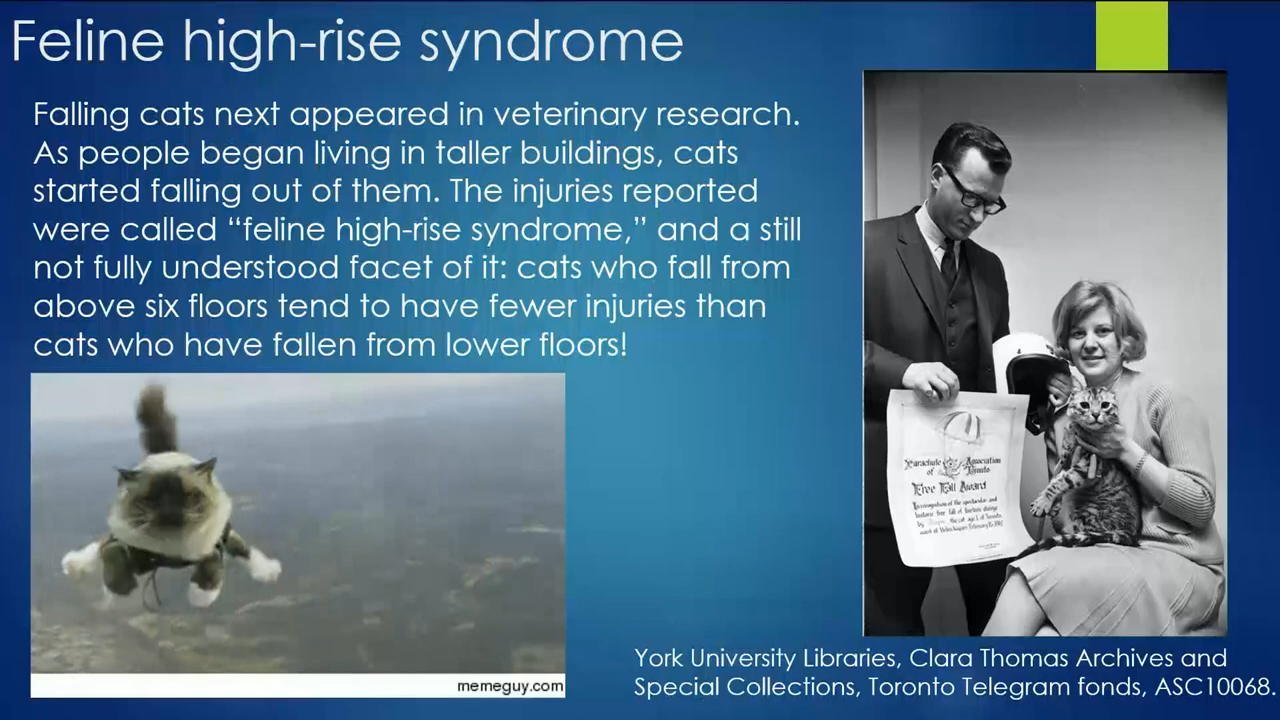 Feline high-rise syndrome
Falling cats next appeared in veterinary research.
As people began living in taller buildings, cats
started falling out of them. The injuries reported
were called “feline high-rise syndrome,” and a still
not fully understood facet of it: cats who fall from
above six floors tend to have fewer injuries than
cats who have fallen from lower floors!
Parachute Association
of Toronto
Free Fall Award
memeguy.com
York University Libraries, Clara Thomas Archives and
Special Collections, Toronto Telegram fonds, ASC10068.